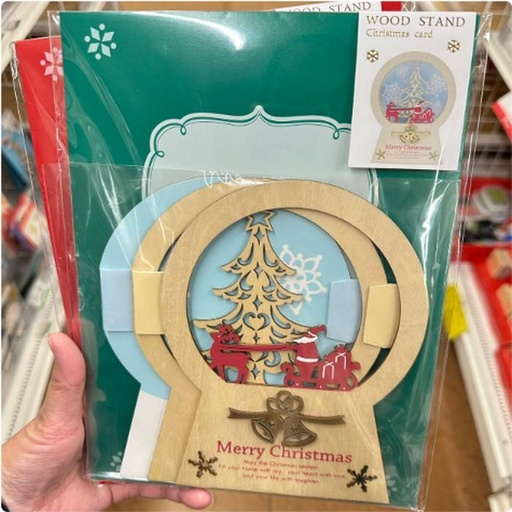 WOOD STAND
Christmas card
Merry Christmas
Merry Christmas
May the Christmas season
fill your home with joy, your heart with love
and your life with laughter.